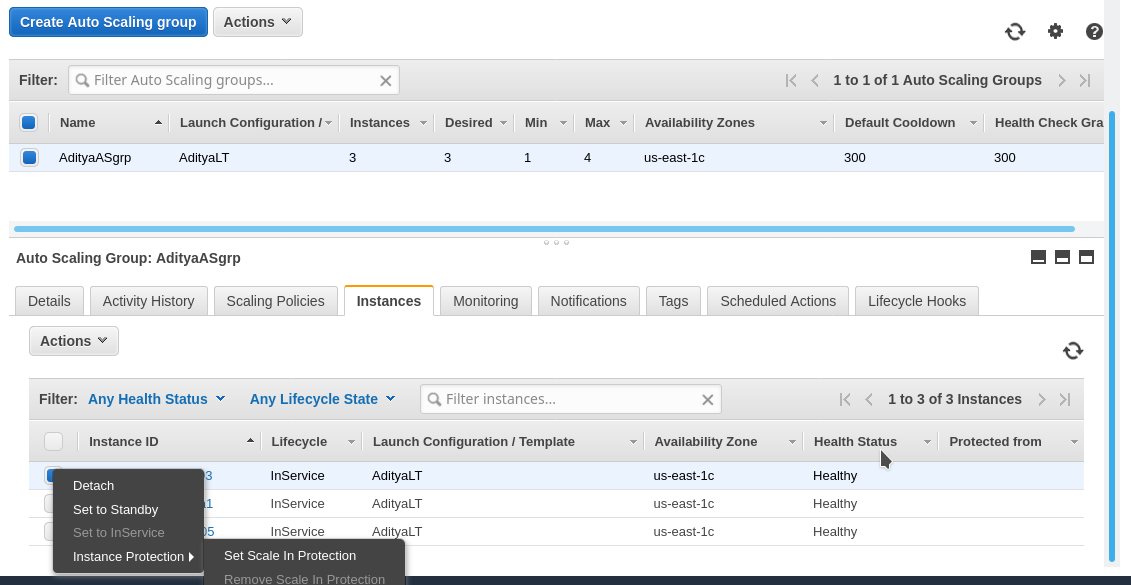 Create Auto Scaling group Actions
Filter: Filter Auto Scaling groups... 1 to 1 of 1 Auto Scaling Groups
Name Launch Configuration / Instances Desired Min Max Availability Zones Default Cooldown Health Check Gra
AdityaASgrp AdityaLT 3 3 1 4 us-east-1c 300 300
Auto Scaling Group: AdityaASgrp
Details Activity History Scaling Policies Instances Monitoring Notifications Tags Scheduled Actions Lifecycle Hooks
Actions
Filter: Any Health Status Any Lifecycle State Filter instances... 1 to 3 of 3 Instances
Instance ID Lifecycle Launch Configuration / Template Availability Zone Health Status Protected from
InService AdityaLT us-east-1c Healthy
InService AdityaLT us-east-1c Healthy
InService AdityaLT us-east-1c Healthy
Detach
Set to Standby
Set to InService
Instance Protection
Set Scale In Protection
Remove Scale In Protection